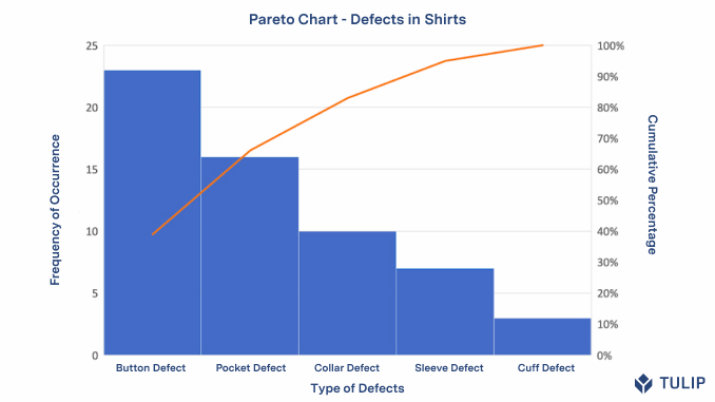 Pareto Chart - Defects in Shirts
25
20
15
10
5
0
Frequency of Occurrence
100%
90%
80%
70%
60%
50%
40%
30%
20%
10%
0%
Cumulative Percentage
Button Defect Pocket Defect Collar Defect Sleeve Defect Cuff Defect
Type of Defects
TULIP